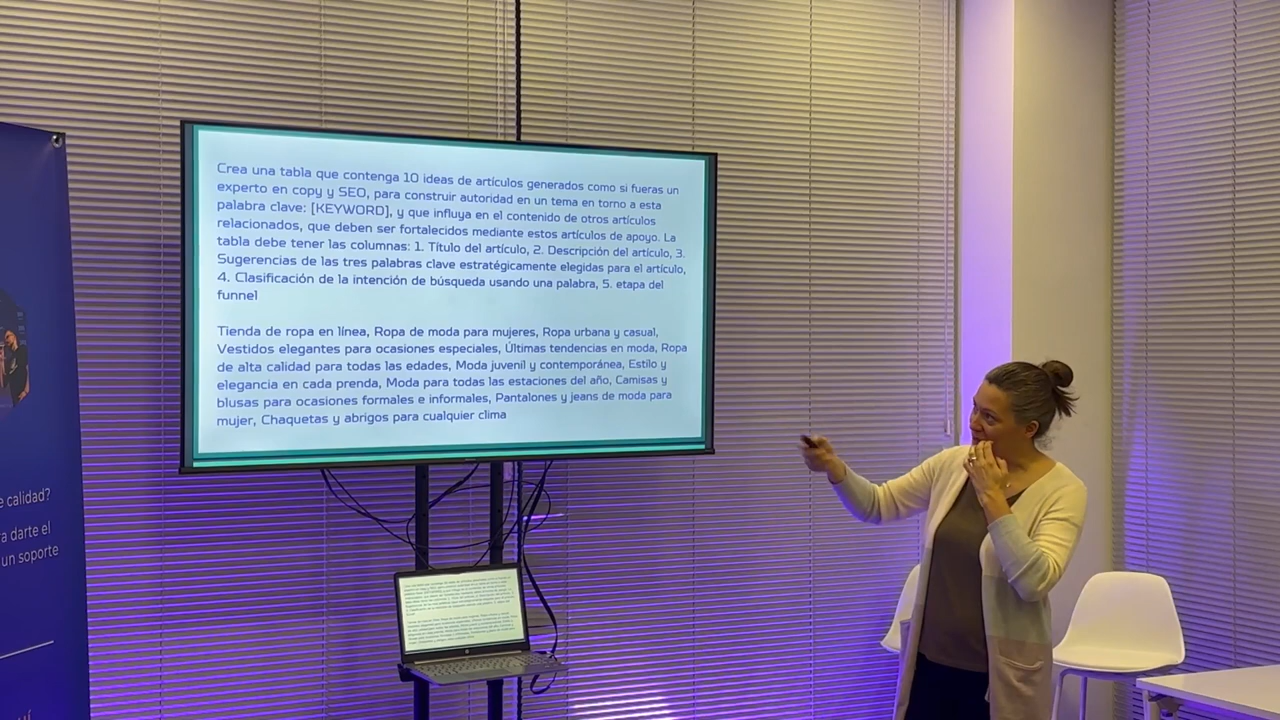 Crea una tabla que contenga 10 ideas de artículos generados como si fueras un
experto en copy y SEO, para construir autoridad en un tema en torno a esta
palabra clave: [KEYWORD], y que influya en el contenido de otros artículos
relacionados, que deben ser fortalecidos mediante estos artículos de apoyo. La
tabla debe tener las columnas: 1. Título del artículo, 2. Descripción del artículo, 3.
Sugerencias de las tres palabras clave estratégicamente elegidas para el artículo,
4. Clasificación de la intención de búsqueda usando una palabra, 5. etapa del
funnel
Tienda de ropa en línea, Ropa de moda para mujeres, Ropa urbana y casual,
Vestidos elegantes para ocasiones especiales, Últimas tendencias en moda, Ropa
de alta calidad para todas las edades, Moda juvenil y contemporánea, Estilo y
elegancia en cada prenda, Moda para todas las estaciones del año, Camisas y
blusas para ocasiones formales e informales, Pantalones y jeans de moda para
mujer, Chaquetas y abrigos para cualquier clima
e calidad?
a darte el
un soporte